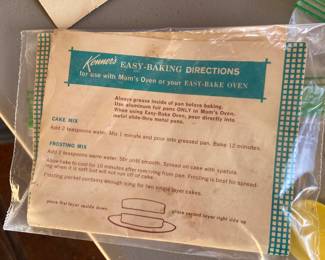 Kenner's EASY-BAKING DIRECTIONS
for use with Mom's Oven or your EASY-BAKE OVEN
Always grease inside of pan before baking.
Use aluminum foil pans ONLY in Mom's Oven.
When using Easy-Bake Oven, pour directly into
metal slide-thru metal pans.
CAKE MIX
Add 2 teaspoons water. Mix 1 minute and pour into greased pan. Bake 12 minutes.
FROSTING MIX
Add 2 teaspoons warm water. Stir until smooth. Spread on cake with spatula.
Allow cake to cool for 10 minutes after removing from pan. Frosting is best for spread-
ing when it is soft but will not run off of cake.
Frosting packet contains enough icing for two single layer cakes.
place first layer upside down
place second layer right side up